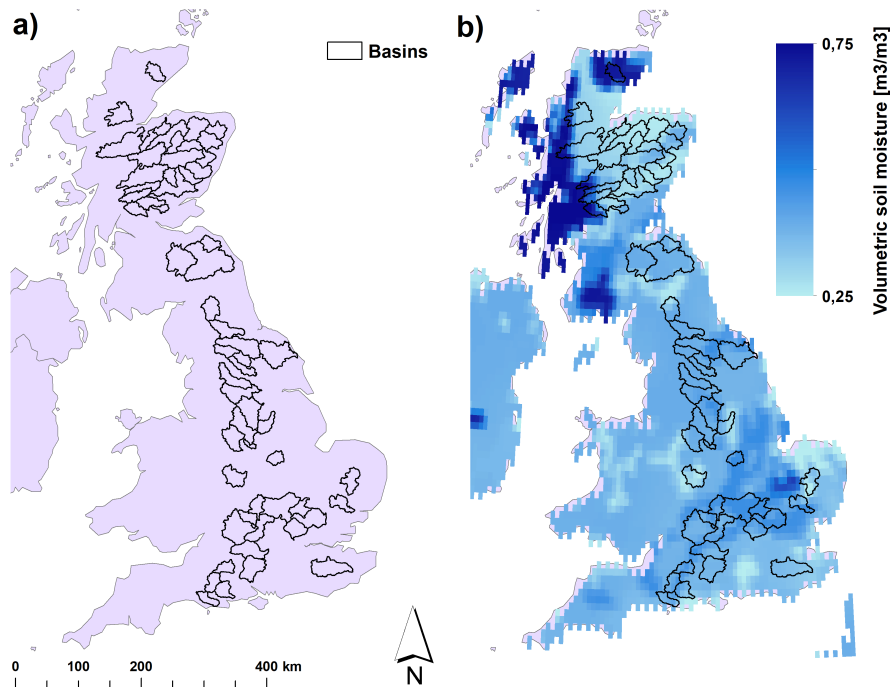 a)
Basins
b)
0,75
0,25
Volumetric soil moisture [m3/m3]
0 100 200 400 km
N